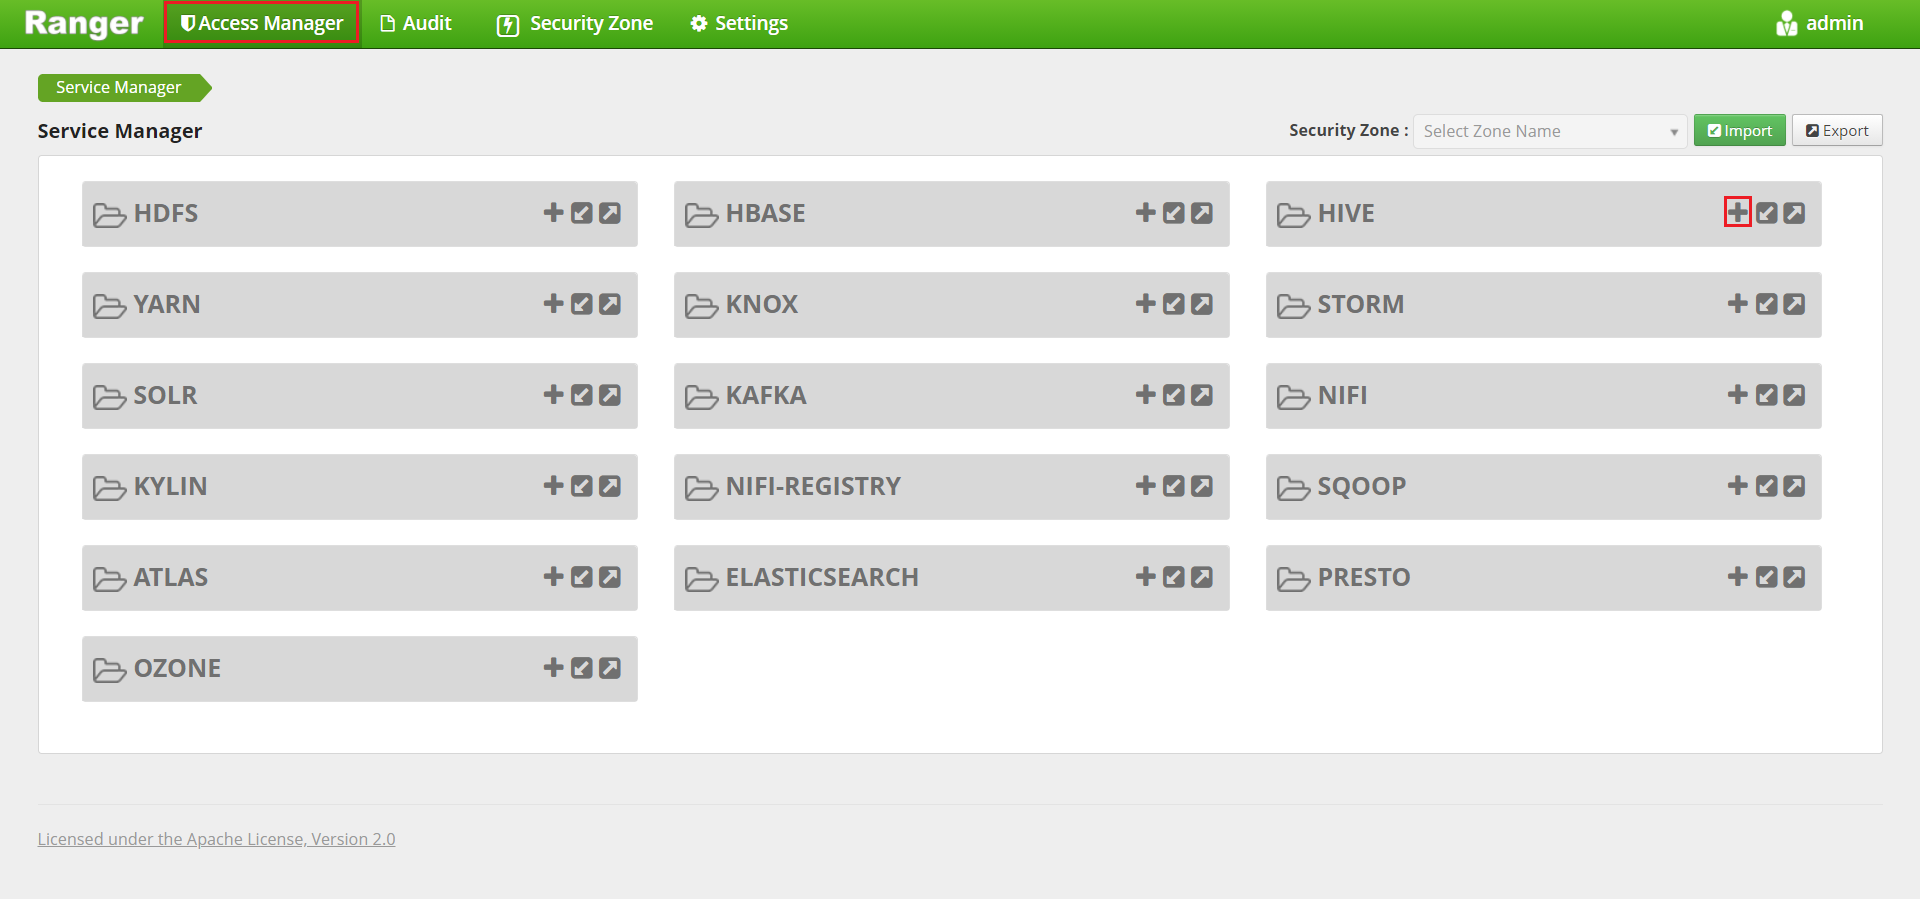 Ranger Access Manager Audit Security Zone Settings admin
Service Manager
Service Manager Security Zone : Select Zone Name Import Export
HDFS HBASE HIVE
YARN KNOX STORM
SOLR KAFKA NIFI
KYLIN NIFI-REGISTRY SQOOP
ATLAS ELASTICSEARCH PRESTO
OZONE
Licensed under the Apache License, Version 2.0